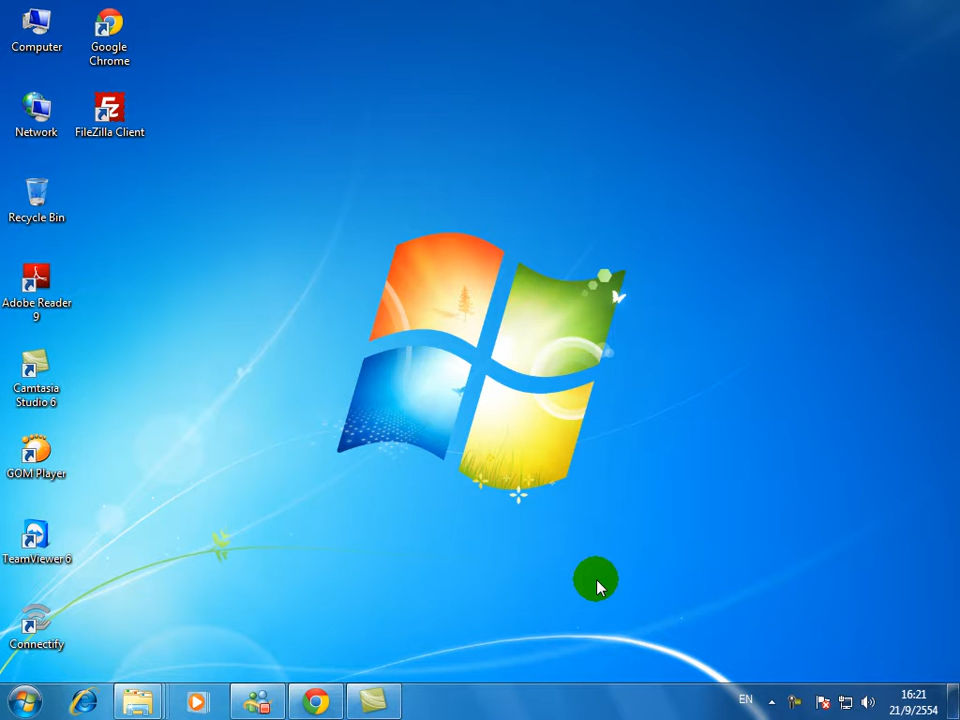 Computer
Google
Chrome
Network
FileZilla Client
Recycle Bin
Adobe Reader
9
Camtasia
Studio 6
GOM Player
TeamViewer 6
Connectify
EN
16:21
21/9/2554